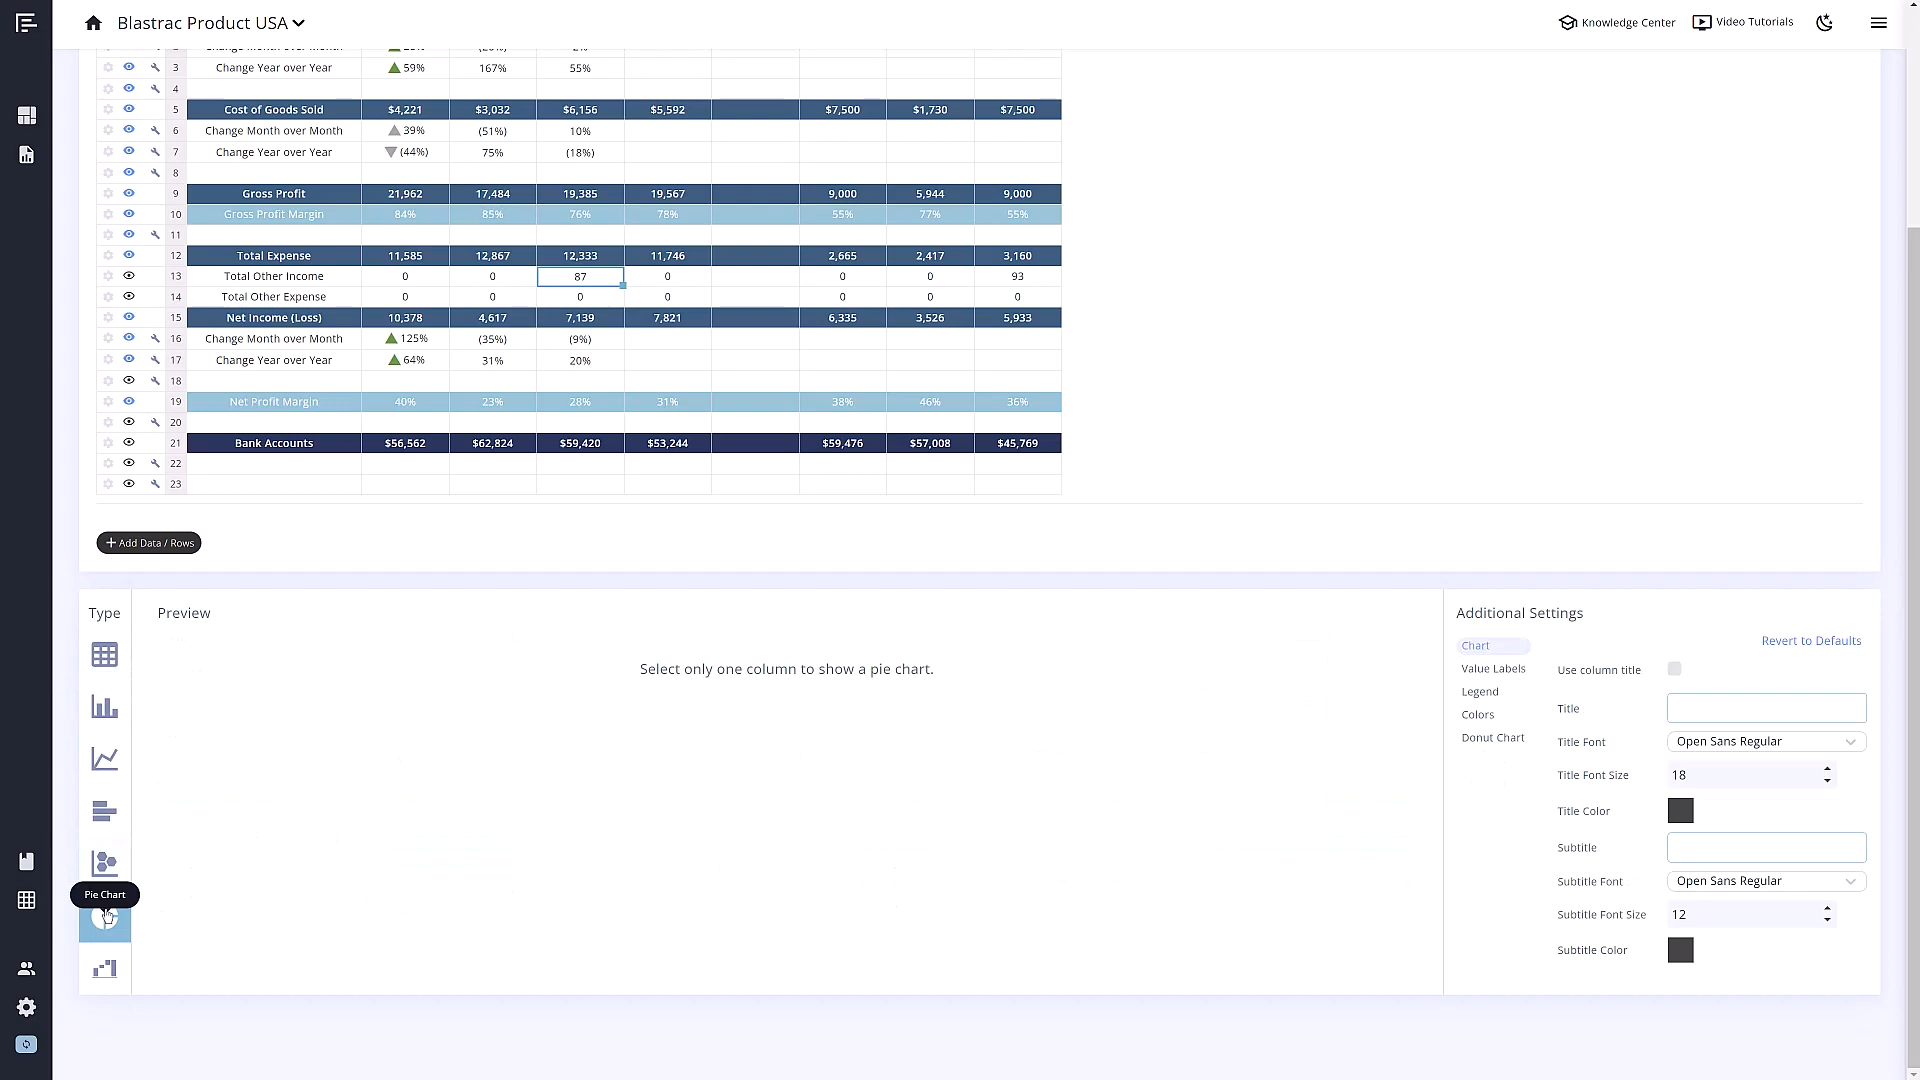 Blastrac Product USA
Knowledge Center
Video Tutorials
3 Change Year over Year 59% 167% 55%
4
5 Cost of Goods Sold $4,221 $3,032 $6,156 $5,592 $7,500 $1,730 $7,500
6 Change Month over Month 39% (51%) 10%
7 Change Year over Year (44%) 75% (18%)
8
9 Gross Profit 21,962 17,484 19,385 19,567 9,000 5,944 9,000
10 Gross Profit Margin 84% 85% 76% 78% 55% 77% 55%
11
12 Total Expense 11,585 12,867 12,333 11,746 2,665 2,417 3,160
13 Total Other Income 0 0 87 0 0 0 93
14 Total Other Expense 0 0 0 0 0 0 0
15 Net Income (Loss) 10,378 4,617 7,139 7,821 6,335 3,526 5,933
16 Change Month over Month 125% (35%) (9%)
17 Change Year over Year 64% 31% 20%
18
19 Net Profit Margin 40% 23% 28% 31% 38% 46% 36%
20
21 Bank Accounts $56,562 $62,824 $59,420 $53,244 $59,476 $57,008 $45,769
22
23
+ Add Data / Rows
Type
Preview
Select only one column to show a pie chart.
Pie Chart
Additional Settings
Revert to Defaults
Chart
Value Labels
Legend
Colors
Donut Chart
Use column title
Title
Title Font Open Sans Regular
Title Font Size 18
Title Color
Subtitle
Subtitle Font Open Sans Regular
Subtitle Font Size 12
Subtitle Color